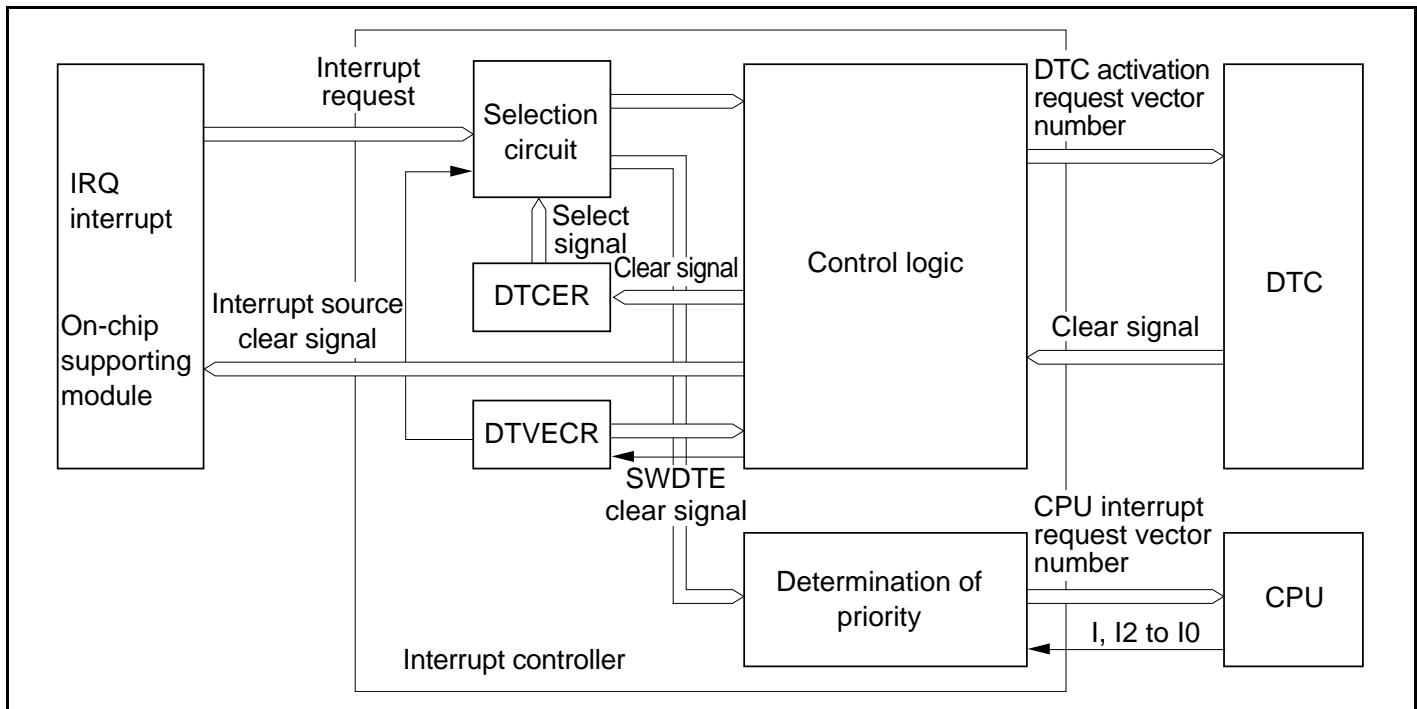 Interrupt
request
IRQ
interrupt
On-chip
supporting
module
Interrupt source
clear signal
Selection
circuit
Select
signal
DTCER
Clear signal
DTVECR
SWDTE
clear signal
Control logic
DTC activation
request vector
number
DTC
Clear signal
Determination of
priority
CPU interrupt
request vector
number
CPU
I, I2 to I0
Interrupt controller